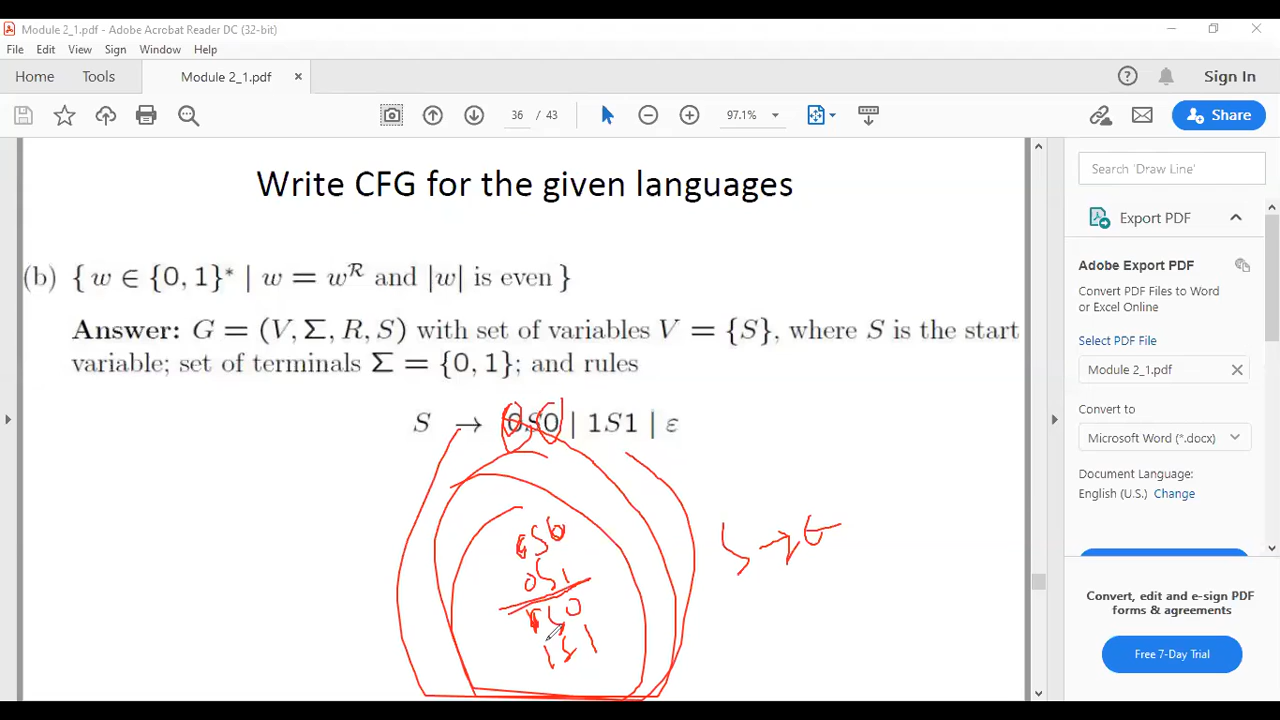 Module 2_1.pdf - Adobe Acrobat Reader DC (32-bit)
File Edit View Sign Window Help
Home Tools Module 2_1.pdf × Sign In
36 / 43 97.1% Share
Write CFG for the given languages
Search 'Draw Line'
Export PDF
(b) { w ∈ {0, 1}* | w = w^R and |w| is even }
Adobe Export PDF
Convert PDF Files to Word
or Excel Online
Answer: G = (V, Σ, R, S) with set of variables V = {S}, where S is the start
variable; set of terminals Σ = {0, 1}; and rules
Select PDF File
Module 2_1.pdf
S → 0S0 | 1S1 | ε
Convert to
Microsoft Word (*.docx)
Document Language:
English (U.S.) Change
0S0
0S1
1S1
S → ε
Convert, edit and e-sign PDF
forms & agreements
Free 7-Day Trial